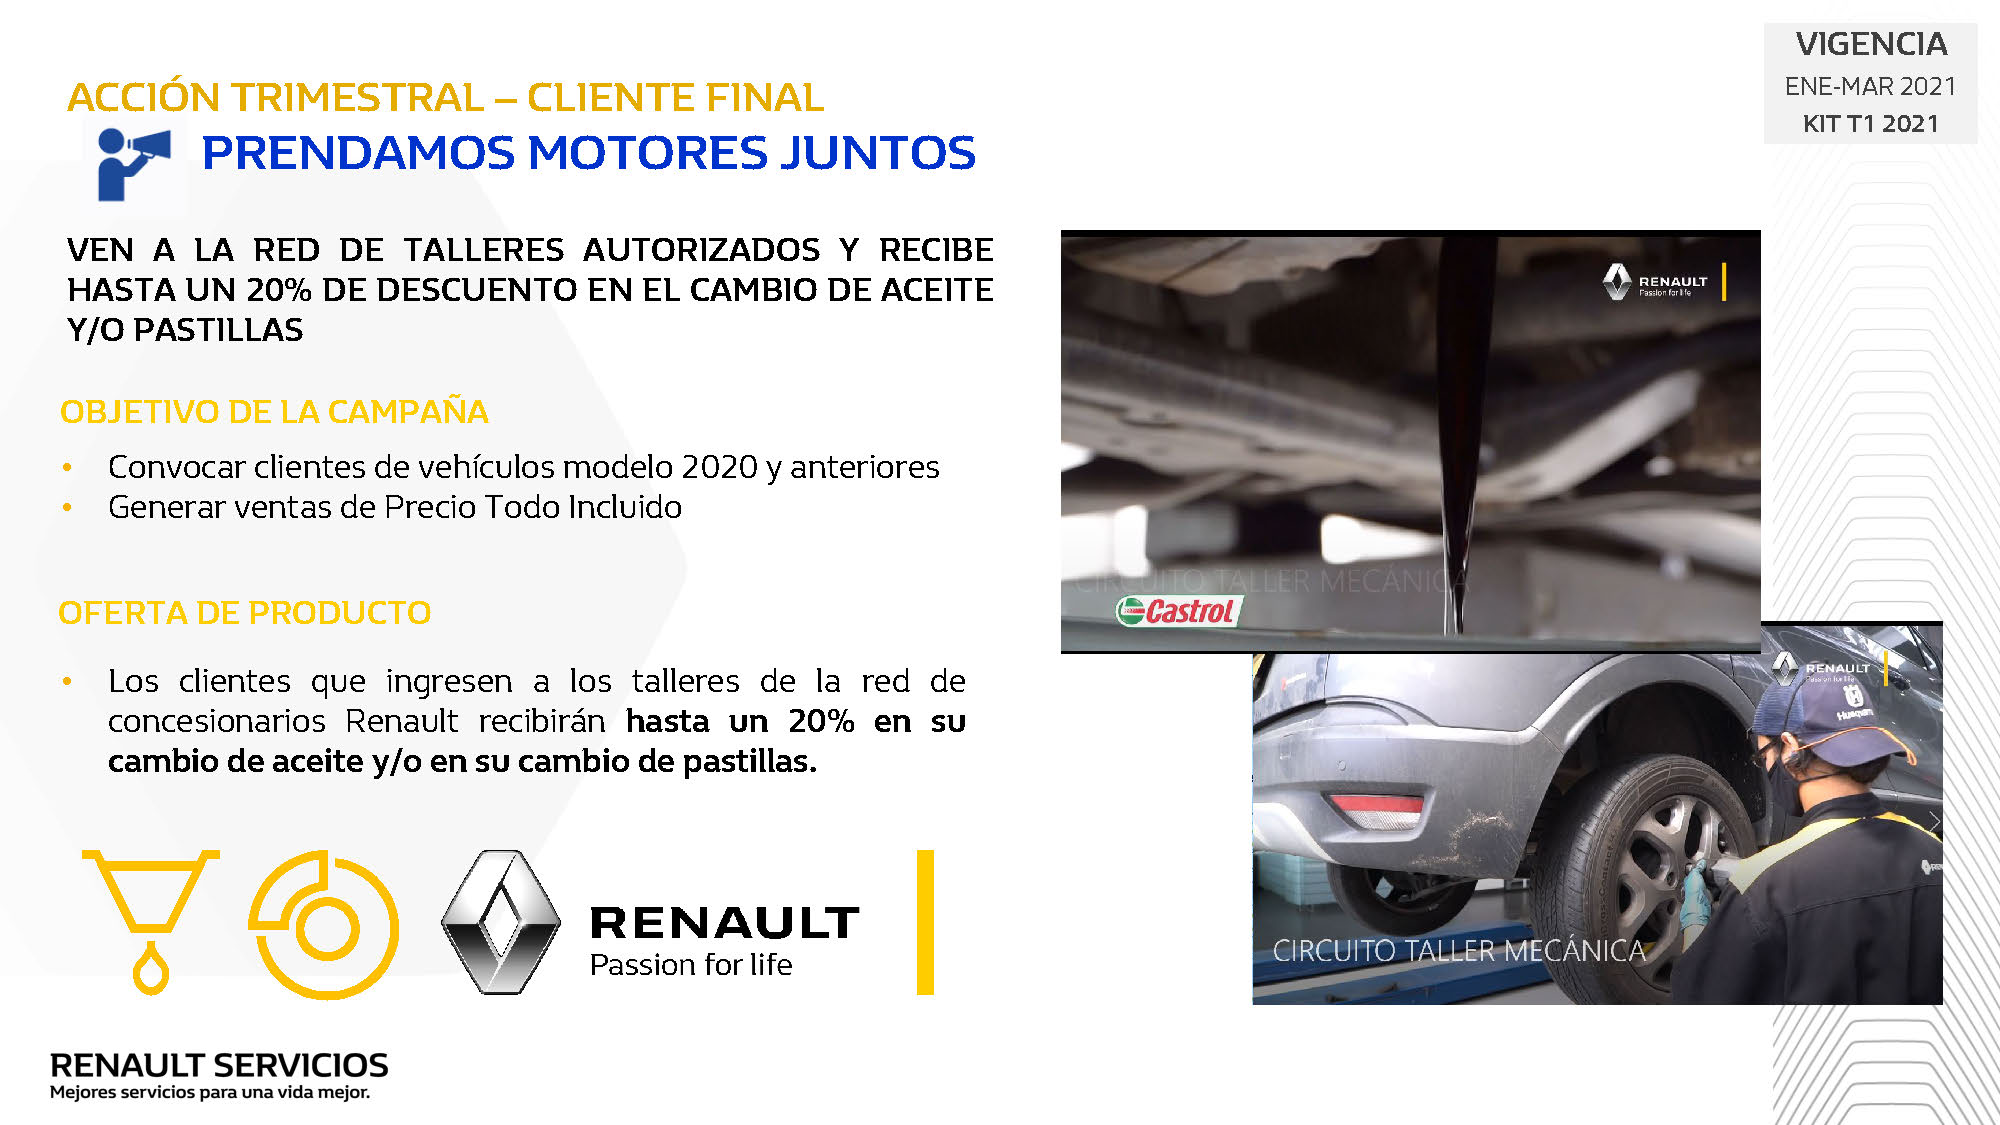 VIGENCIA
ENE-MAR 2021
KIT T1 2021
ACCIÓN TRIMESTRAL – CLIENTE FINAL
PRENDAMOS MOTORES JUNTOS
VEN A LA RED DE TALLERES AUTORIZADOS Y RECIBE
HASTA UN 20% DE DESCUENTO EN EL CAMBIO DE ACEITE
Y/O PASTILLAS
OBJETIVO DE LA CAMPAÑA
• Convocar clientes de vehículos modelo 2020 y anteriores
• Generar ventas de Precio Todo Incluido
OFERTA DE PRODUCTO
• Los clientes que ingresen a los talleres de la red de
concesionarios Renault recibirán hasta un 20% en su
cambio de aceite y/o en su cambio de pastillas.
RENAULT
Passion for life
RENAULT SERVICIOS
Mejores servicios para una vida mejor.
RENAULT
Passion for life
CIRCUITO TALLER MECÁNICA
Castrol
RENAULT
Passion for life
Husqvarna
CIRCUITO TALLER MECÁNICA